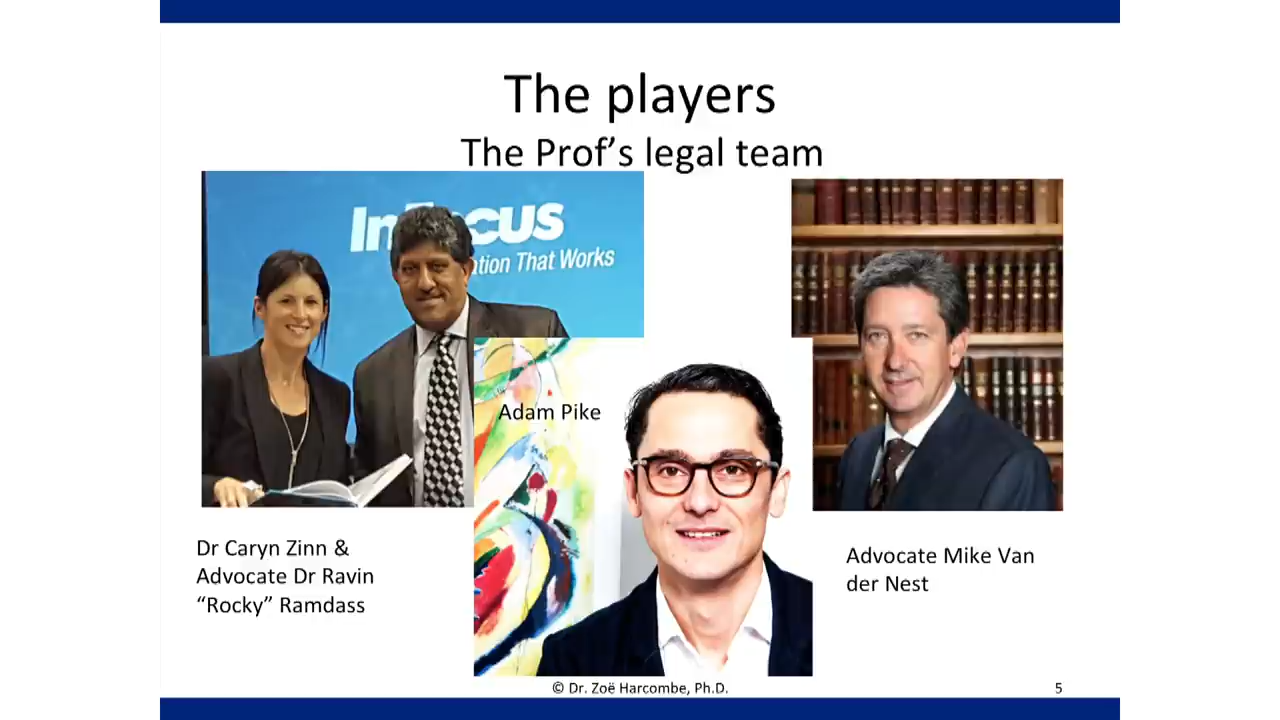 The players
The Prof’s legal team
InFocus
ation That Works
Adam Pike
Dr Caryn Zinn &
Advocate Dr Ravin
“Rocky” Ramdass
Advocate Mike Van
der Nest
© Dr. Zoë Harcombe, Ph.D.
5